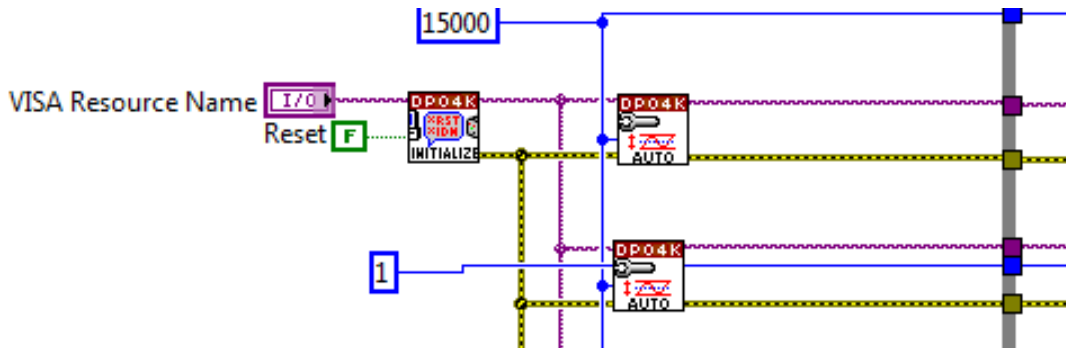 15000
VISA Resource Name
I/O
Reset
F
DPO4K
*RST
*IDN
INITIALIZE
DPO4K
AUTO
1
DPO4K
AUTO